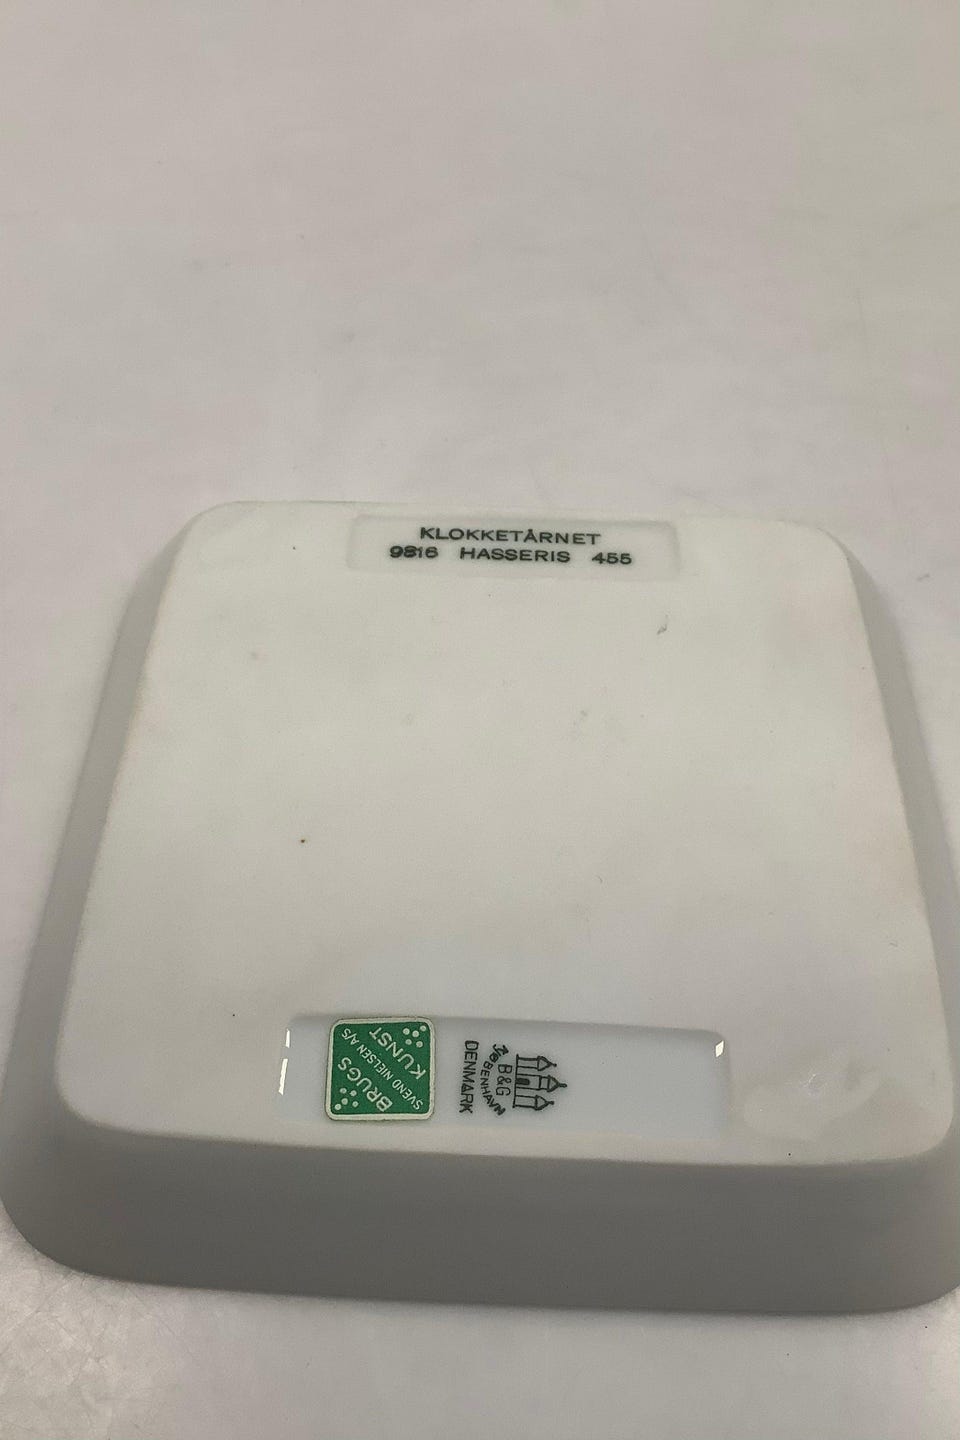 KLOKKETÅRNET
9816 HASSERIS 455
BRUGS
SVEND NIELSEN A/S
KUNST
B&G
KØBENHAVN
DENMARK